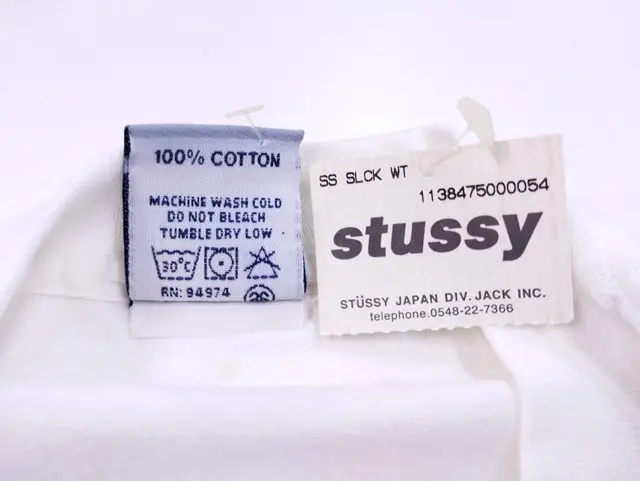 100% COTTON
MACHINE WASH COLD
DO NOT BLEACH
TUMBLE DRY LOW
30°C
RN: 94974
SS SLCK WT
1138475000054
stussy
STÜSSY JAPAN DIV. JACK INC.
telephone.0548-22-7366